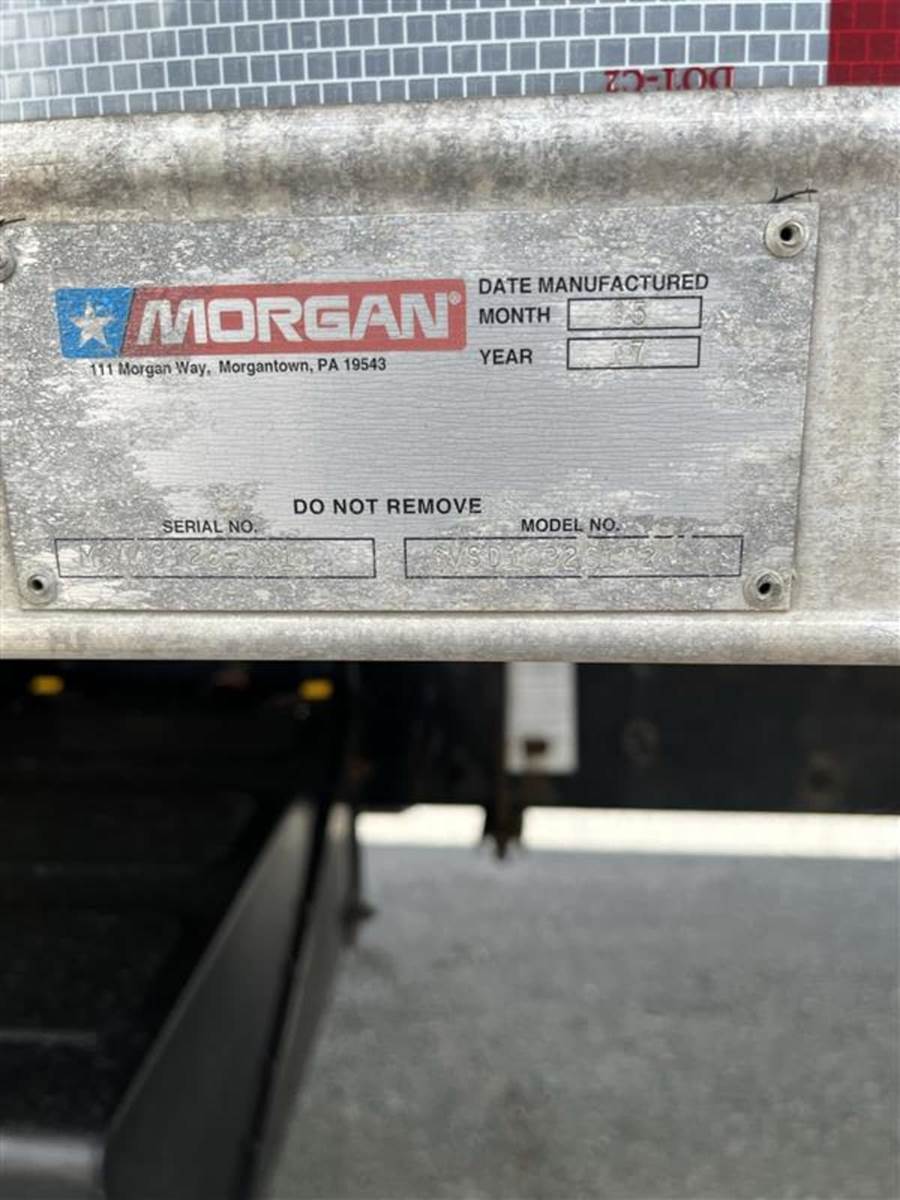 DOT-C2
MORGAN®
111 Morgan Way, Morgantown, PA 19543
DATE MANUFACTURED
MONTH
YEAR
DO NOT REMOVE
SERIAL NO.
MODEL NO.